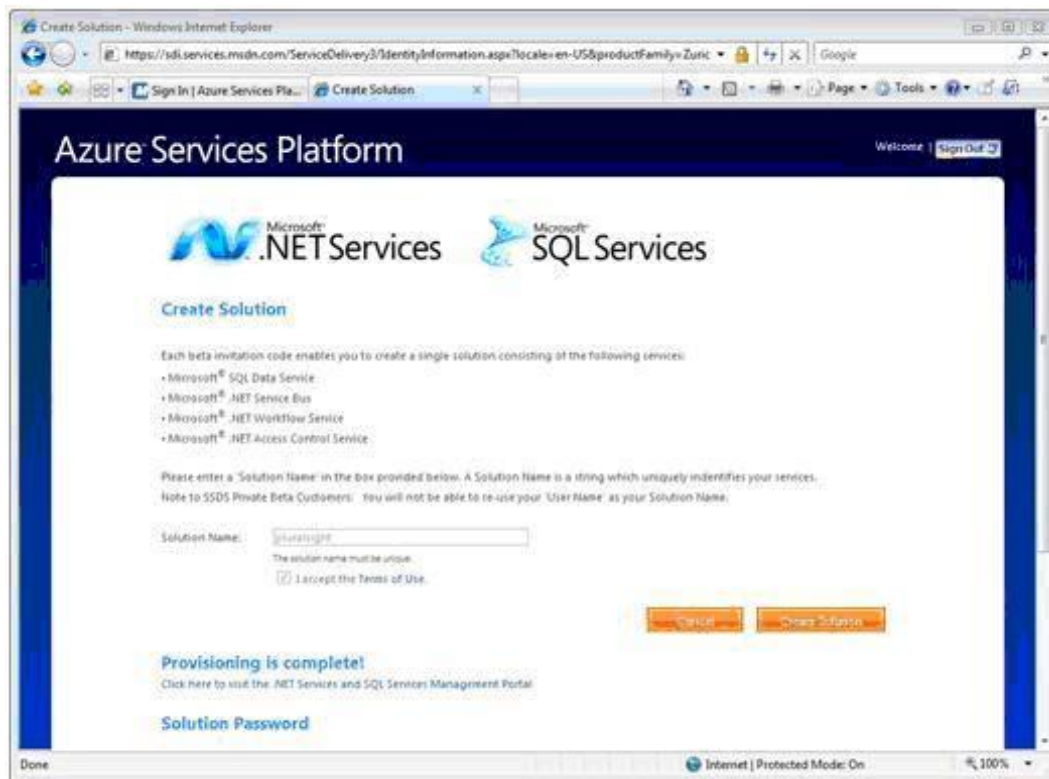 Create Solution - Windows Internet Explorer
https://sdi.services.msdn.com/ServiceDelivery3/IdentityInformation.aspx?locale=en-US&productFamily=Zuric
Google
Sign In | Azure Services Pla...
Create Solution
Page
Tools
Azure Services Platform
Welcome | Sign Out
Microsoft®
.NET Services
Microsoft®
SQL Services
Create Solution
Each beta invitation code enables you to create a single solution consisting of the following services:
• Microsoft® SQL Data Service
• Microsoft® .NET Service Bus
• Microsoft® .NET Workflow Service
• Microsoft® .NET Access Control Service
Please enter a 'Solution Name' in the box provided below. A Solution Name is a string which uniquely indentifies your services.
Note to SSDS Private Beta Customers: You will not be able to re-use your 'User Name' as your Solution Name.
Solution Name: pluralsight
The solution name must be unique.
I accept the Terms of Use.
Cancel
Create Solution
Provisioning is complete!
Click here to visit the .NET Services and SQL Services Management Portal
Solution Password
Done
Internet | Protected Mode: On
100%